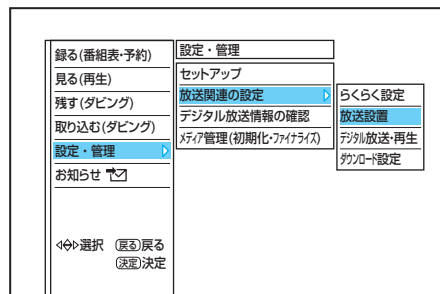 録る(番組表･予約)
見る(再生)
残す(ダビング)
取り込む(ダビング)
設定・管理
お知らせ
選択 戻る戻る
決定決定
設定・管理
セットアップ
放送関連の設定
デジタル放送情報の確認
メディア管理(初期化･ファイナライズ)
らくらく設定
放送設置
デジタル放送･再生
ダウンロード設定